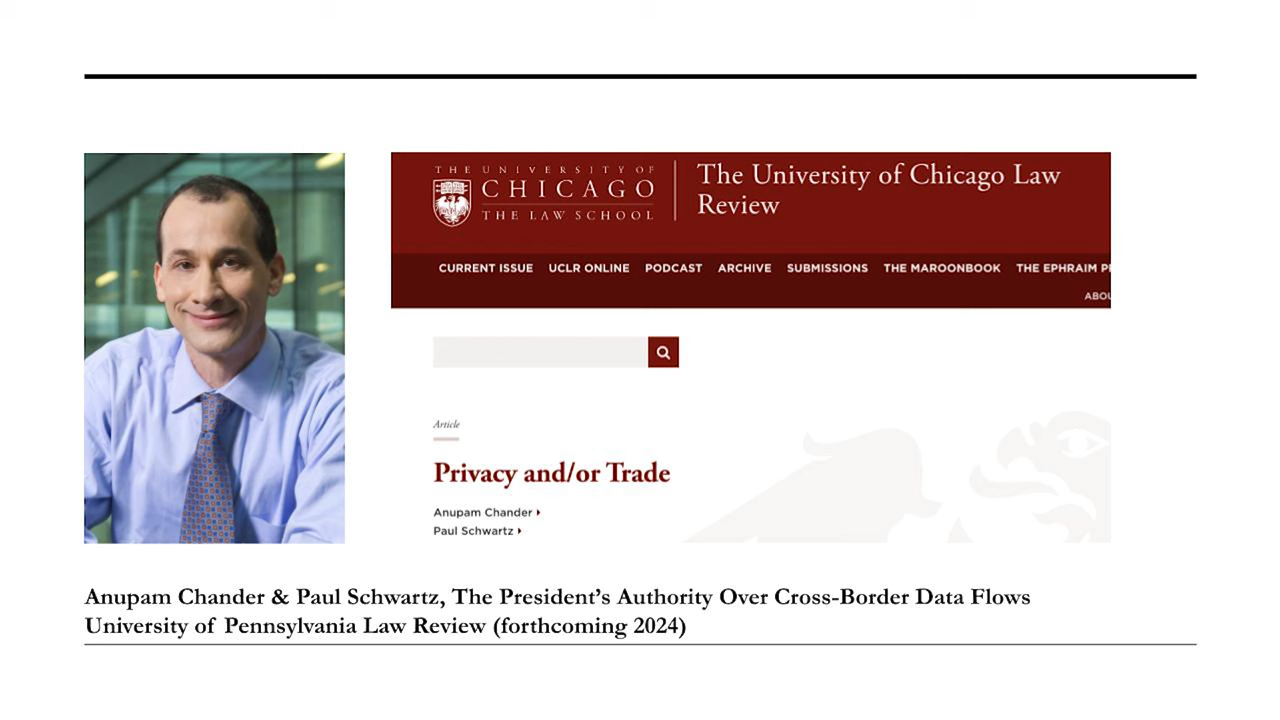 THE UNIVERSITY OF
CHICAGO
THE LAW SCHOOL
The University of Chicago Law
Review
CURRENT ISSUE UCLR ONLINE PODCAST ARCHIVE SUBMISSIONS THE MAROONBOOK THE EPHRAIM
Article
Privacy and/or Trade
Anupam Chander
Paul Schwartz
Anupam Chander & Paul Schwartz, The President’s Authority Over Cross-Border Data Flows
University of Pennsylvania Law Review (forthcoming 2024)